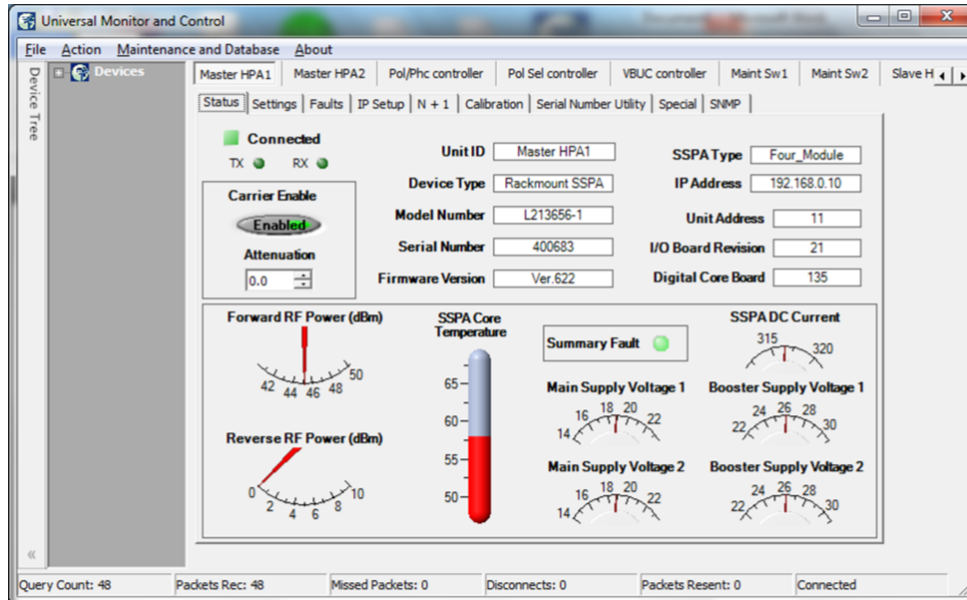 Universal Monitor and Control
File Action Maintenance and Database About
Device Tree
Devices
Master HPA1 Master HPA2 Pol/Phc controller Pol Sel controller VBUC controller Maint Sw1 Maint Sw2 Slave H
Status Settings Faults IP Setup N + 1 Calibration Serial Number Utility Special SNMP
Connected
TX RX
Carrier Enable
Enabled
Attenuation
0.0
Unit ID Master HPA1
Device Type Rackmount SSPA
Model Number L213656-1
Serial Number 400683
Firmware Version Ver.622
SSPA Type Four_Module
IP Address 192.168.0.10
Unit Address 11
I/O Board Revision 21
Digital Core Board 135
Forward RF Power (dBm)
42 44 46 48 50
Reverse RF Power (dBm)
0 2 4 6 8 10
SSPA Core
Temperature
65
60
55
50
Summary Fault
SSPA DC Current
315 320
Main Supply Voltage 1
14 16 18 20 22
Booster Supply Voltage 1
22 24 26 28 30
Main Supply Voltage 2
14 16 18 20 22
Booster Supply Voltage 2
22 24 26 28 30
«
Query Count: 48 Packets Rec: 48 Missed Packets: 0 Disconnects: 0 Packets Resent: 0 Connected